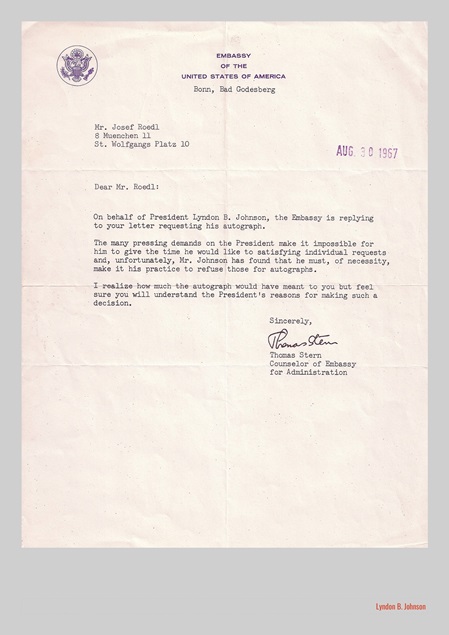 EMBASSY
OF THE
UNITED STATES OF AMERICA
Bonn, Bad Godesberg
Mr. Josef Roedl
8 Muenchen 11
St. Wolfgangs Platz 10
AUG 30 1967
Dear Mr. Roedl:
On behalf of President Lyndon B. Johnson, the Embassy is replying
to your letter requesting his autograph.
The many pressing demands on the President make it impossible for
him to give the time he would like to satisfying individual requests
and, unfortunately, Mr. Johnson has found that he must, of necessity,
make it his practice to refuse those for autographs.
I realize how much the autograph would have meant to you but feel
sure you will understand the President's reasons for making such a
decision.
Sincerely,
Thomas Stern
Thomas Stern
Counselor of Embassy
for Administration
Lyndon B. Johnson